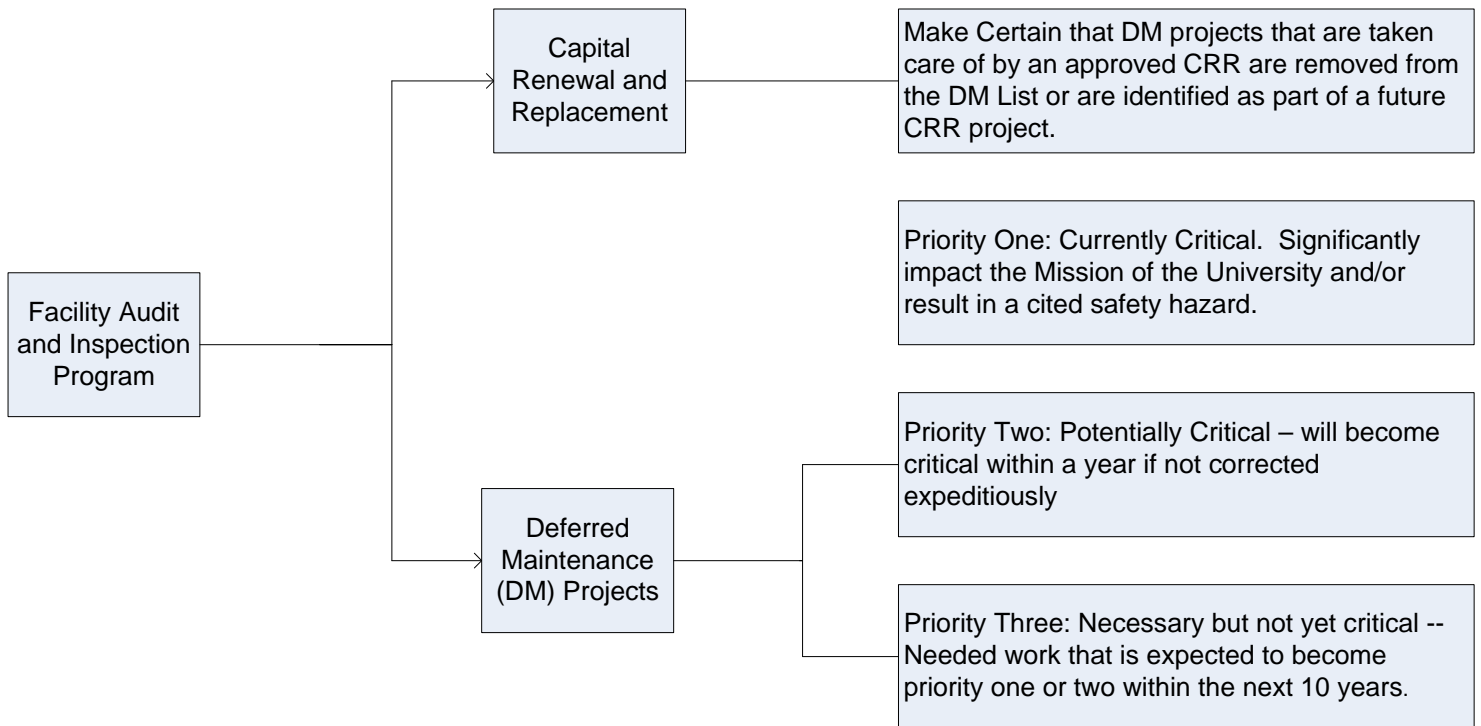 Facility Audit
and Inspection
Program
Capital
Renewal and
Replacement
Make Certain that DM projects that are taken
care of by an approved CRR are removed from
the DM List or are identified as part of a future
CRR project.
Priority One: Currently Critical.  Significantly
impact the Mission of the University and/or
result in a cited safety hazard.
Deferred
Maintenance
(DM) Projects
Priority Two: Potentially Critical – will become
critical within a year if not corrected
expeditiously
Priority Three: Necessary but not yet critical --
Needed work that is expected to become
priority one or two within the next 10 years.